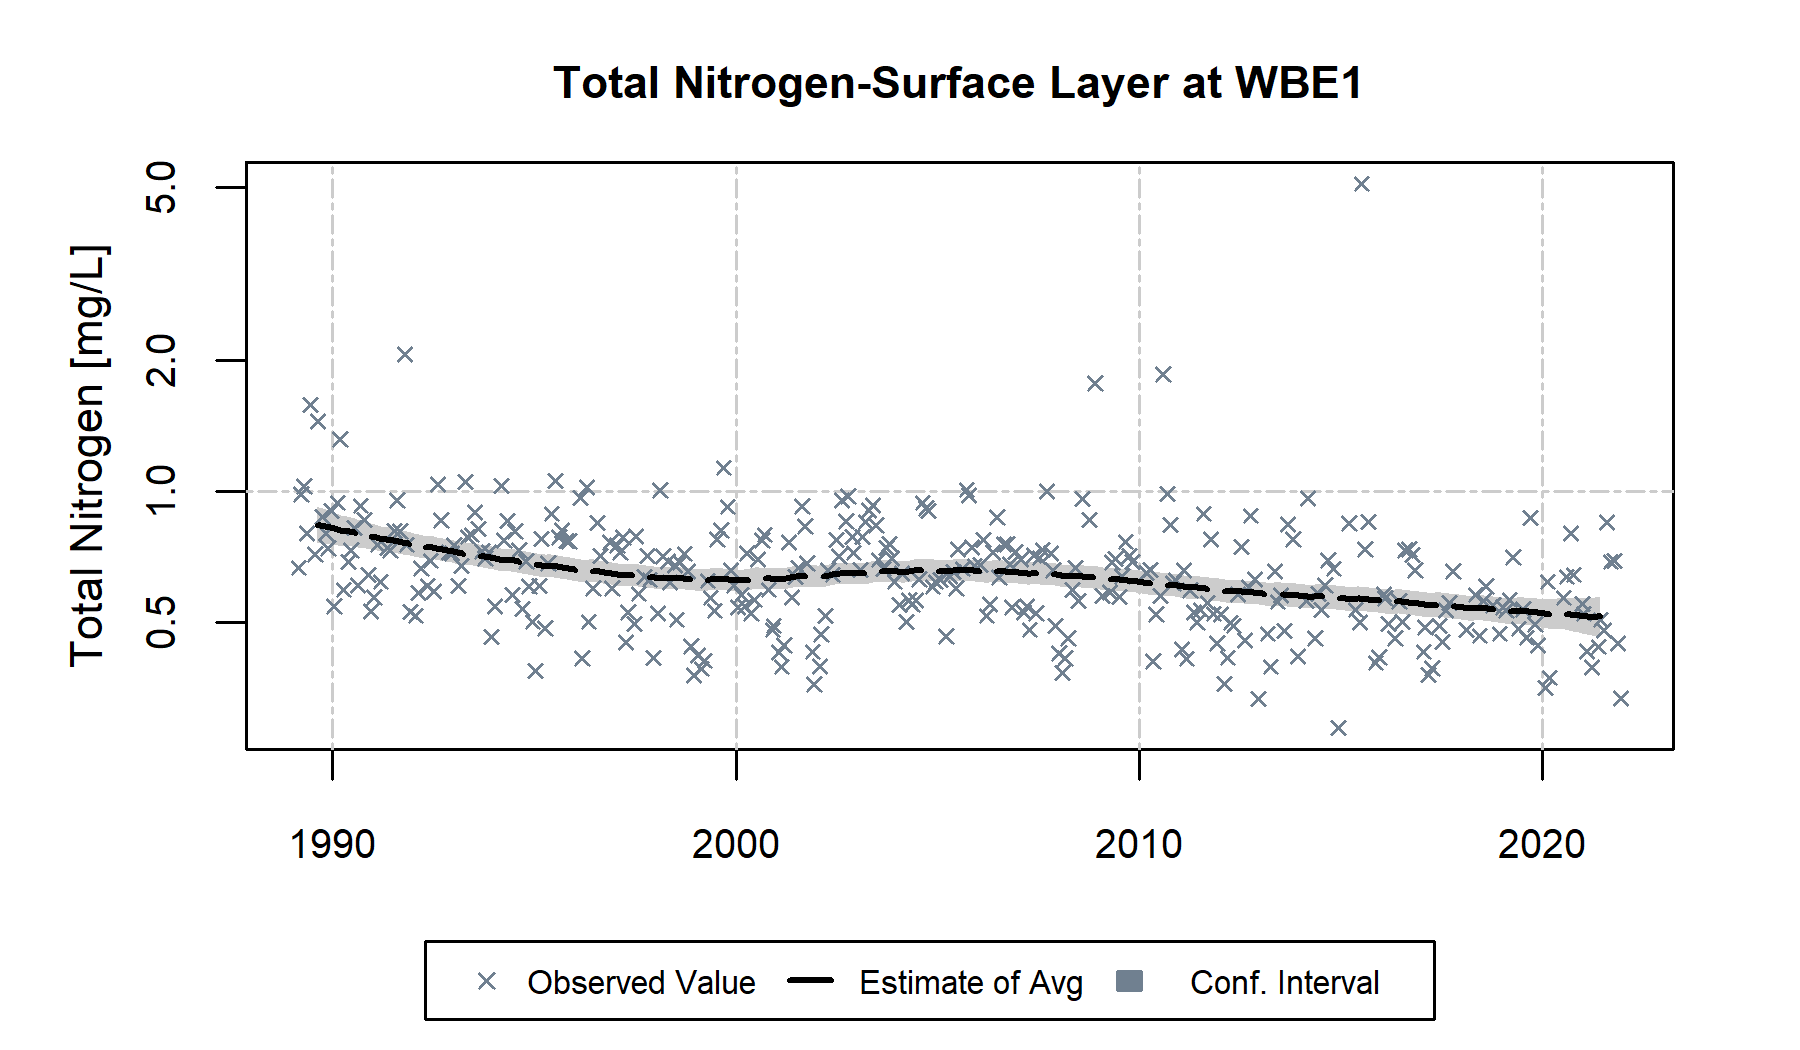 Total Nitrogen-Surface Layer at WBE1
Total Nitrogen [mg/L]
5.0
2.0
1.0
0.5
1990 2000 2010 2020
Observed Value Estimate of Avg Conf. Interval